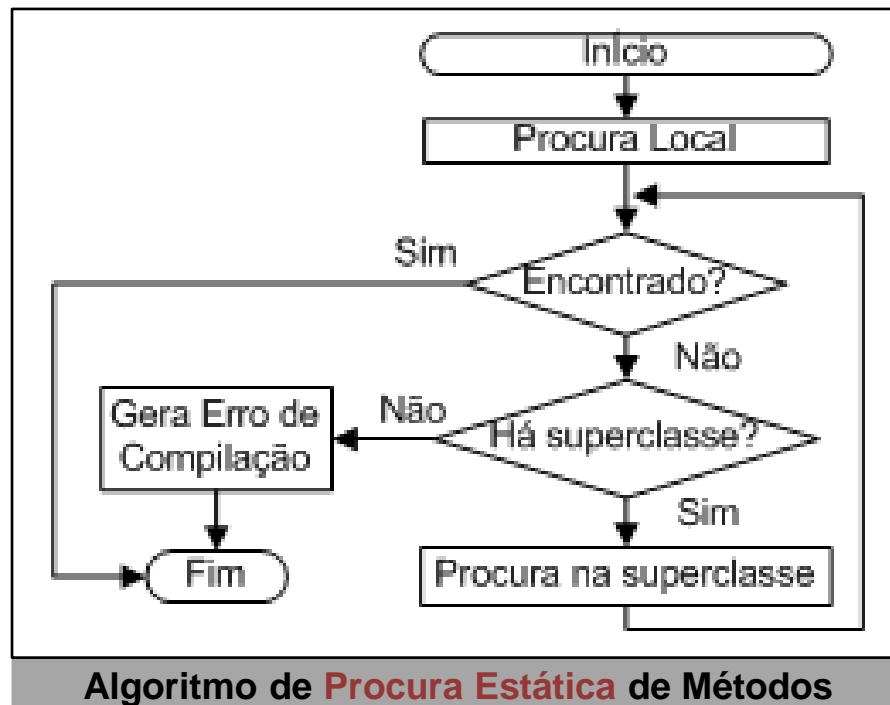 Início
Procura Local
Sim
Encontrado?
Não
Há superclasse?
Não
Gera Erro de
Compilação
Sim
Procura na superclasse
Fim
Algoritmo de Procura Estática de Métodos